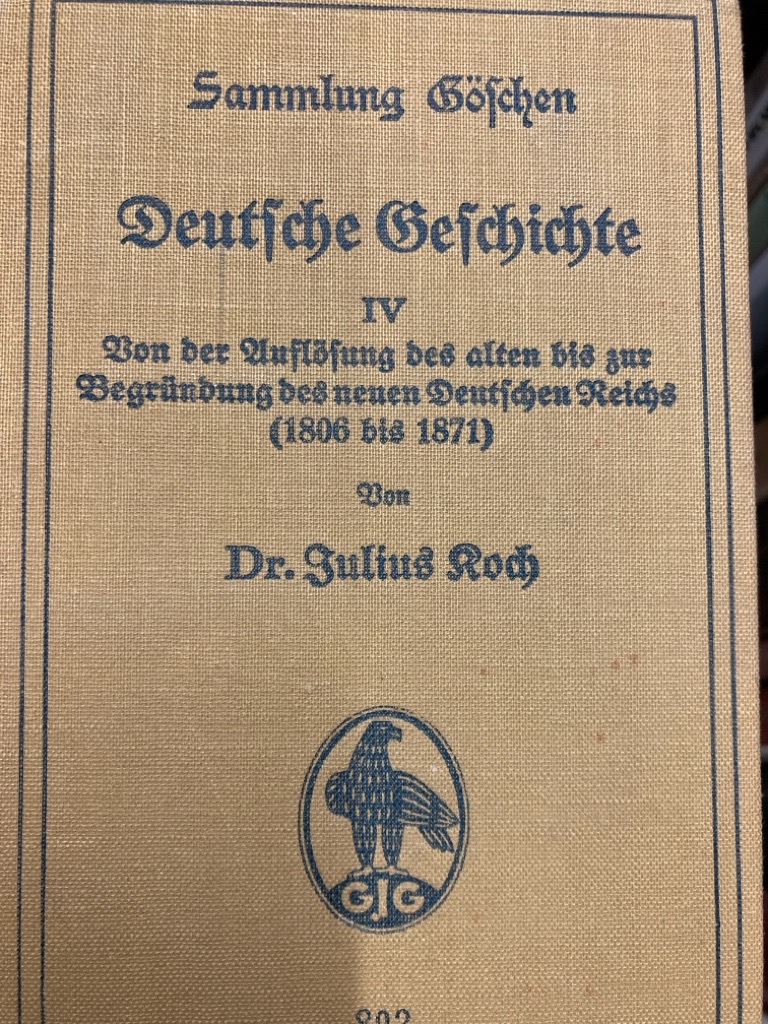 Sammlung Göschen
Deutsche Geschichte
IV
Von der Auflösung des alten bis zur
Begründung des neuen Deutschen Reichs
(1806 bis 1871)
Von
Dr. Julius Koch
GJG